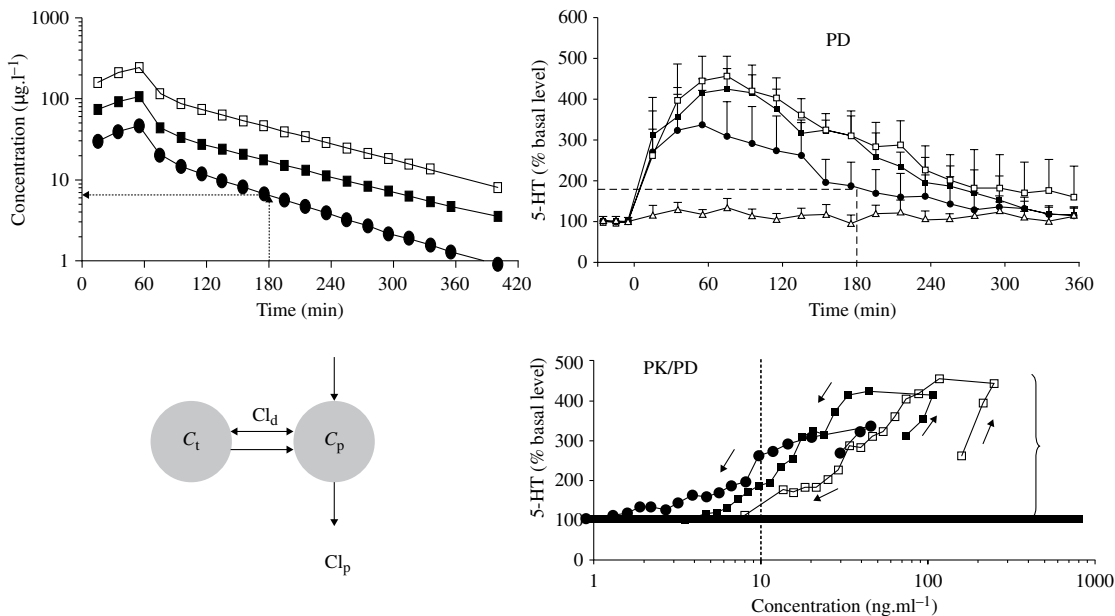 1000
100
10
1
0 60 120 180 240 300 360 420
Concentration (µg.l⁻¹)
Time (min)
PD
600
500
400
300
200
100
0
0 60 120 180 240 300 360
5-HT (% basal level)
Time (min)
Cₜ
Cl_d
Cₚ
Clₚ
PK/PD
500
400
300
200
100
0
1 10 100 1000
5-HT (% basal level)
Concentration (ng.ml⁻¹)